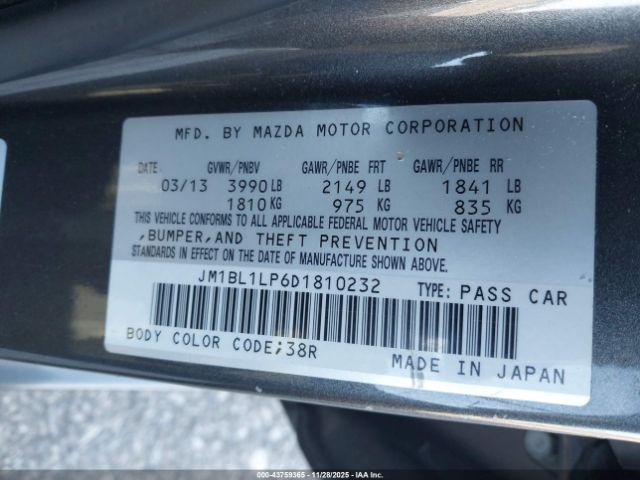 MFD. BY MAZDA MOTOR CORPORATION
DATE GVWR/PNBV GAWR/PNBE FRT GAWR/PNBE RR
03/13 3990 LB 2149 LB 1841 LB
1810 KG 975 KG 835 KG
THIS VEHICLE CONFORMS TO ALL APPLICABLE FEDERAL MOTOR VEHICLE SAFETY
,BUMPER,AND THEFT PREVENTION
STANDARDS IN EFFECT ON THE DATE OF MANUFACTURE SHOWN ABOVE.
JM1BL1LP6D1810232 TYPE: PASS CAR
BODY COLOR CODE;38R
MADE IN JAPAN
000-43759365 - 11/28/2025 - IAA Inc.